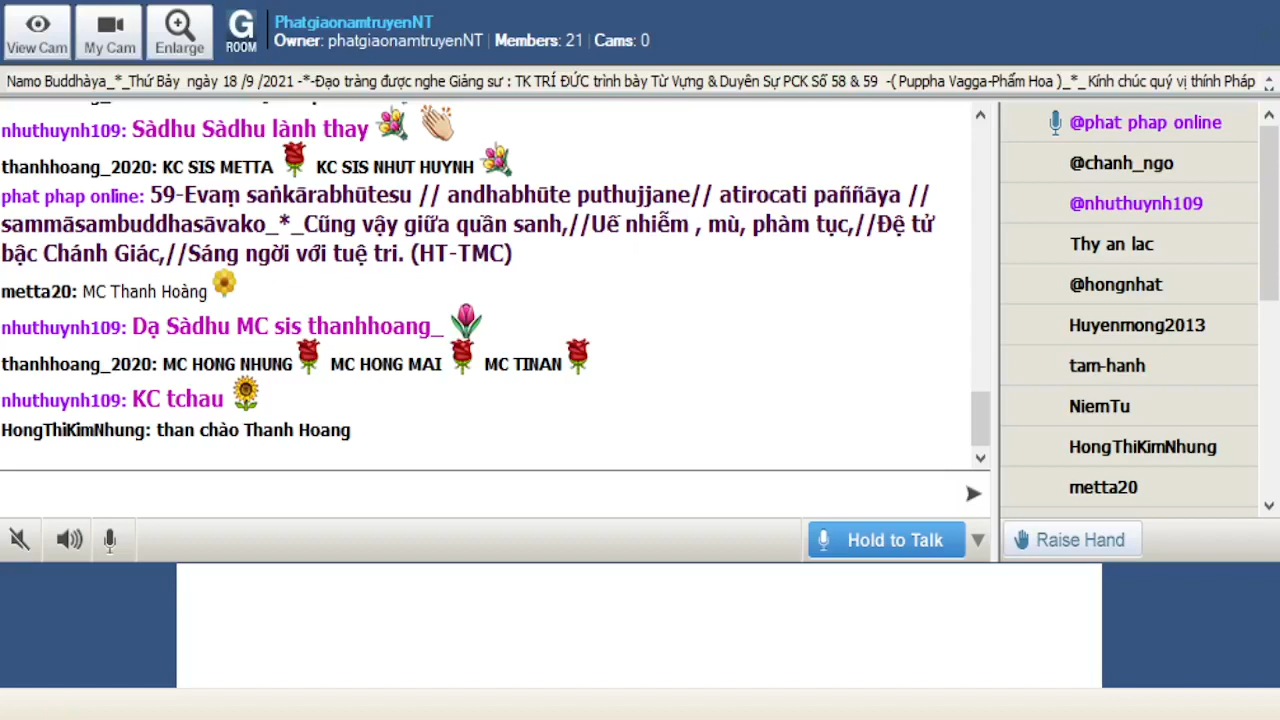 View Cam
My Cam
Enlarge
G
ROOM
PhatgiaonamtruyenNT
Owner: phatgiaonamtruyenNT | Members: 21 | Cams: 0
Namo Buddhàya_*_Thứ Bảy ngày 18 /9 /2021 -*-Đạo tràng được nghe Giảng sư : TK TRÍ ĐỨC trình bày Từ Vựng & Duyên Sự PCK Số 58 & 59 -( Puppha Vagga-Phẩm Hoa )_*_ Kính chúc quý vị thính Pháp
nhuthuynh109: Sàdhu Sàdhu lành thay
thanhhoang_2020: KC SIS METTA KC SIS NHUT HUYNH
phat phap online: 59-Evaṃ saṅkārabhūtesu // andhabhūte puthujjane// atirocati paññāya //
sammāsambuddhasāvako_*_Cũng vậy giữa quần sanh,//Uế nhiễm , mù, phàm tục,//Đệ tử
bậc Chánh Giác,//Sáng ngời với tuệ tri. (HT-TMC)
metta20: MC Thanh Hoàng
nhuthuynh109: Dạ Sàdhu MC sis thanhhoang_
thanhhoang_2020: MC HONG NHUNG MC HONG MAI MC TINAN
nhuthuynh109: KC tchau
HongThiKimNhung: than chào Thanh Hoang
@phat phap online
@chanh_ngo
@nhuthuynh109
Thy an lac
@hongnhat
Huyenmong2013
tam-hanh
NiemTu
HongThiKimNhung
metta20
Hold to Talk
Raise Hand